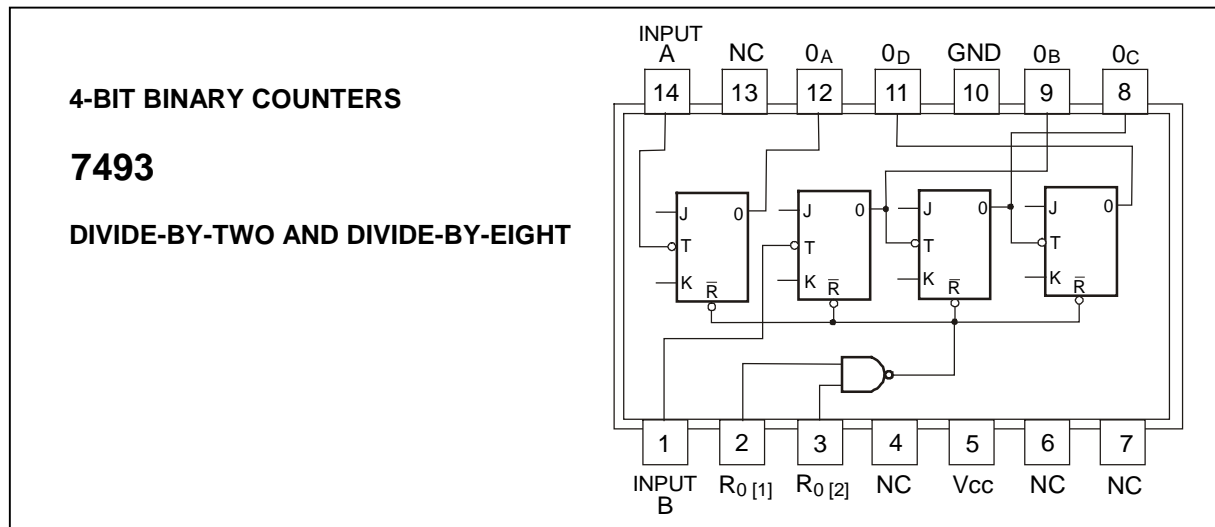 4-BIT BINARY COUNTERS
7493
DIVIDE-BY-TWO AND DIVIDE-BY-EIGHT
INPUT
A NC 0A 0D GND 0B 0C
14 13 12 11 10 9 8
J 0 J 0 J 0 J 0
T T T T
K K K K
R̅ R̅ R̅ R̅
1 2 3 4 5 6 7
INPUT
B R0 [1] R0 [2] NC Vcc NC NC